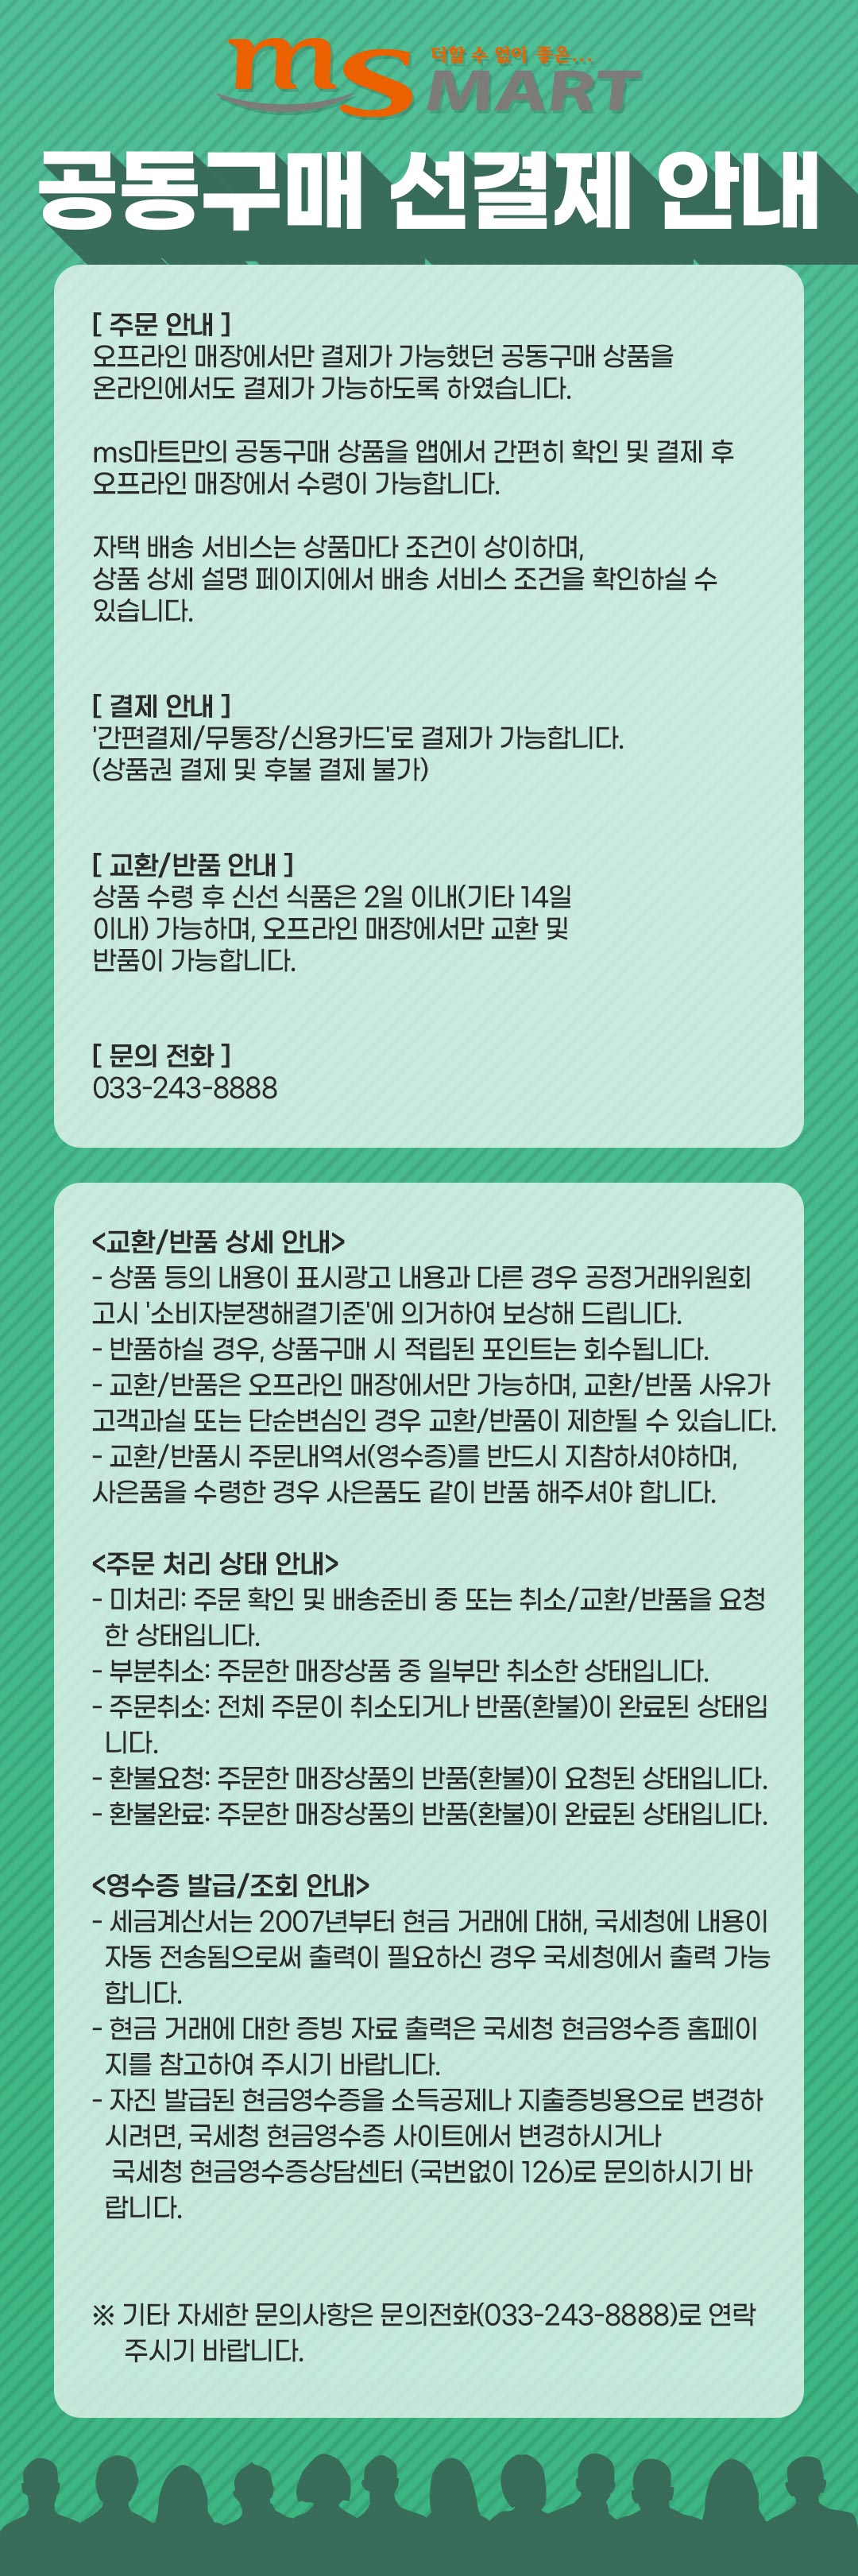 더할 수 없이 좋은...
ms MART
공동구매 선결제 안내
[ 주문 안내 ]
오프라인 매장에서만 결제가 가능했던 공동구매 상품을
온라인에서도 결제가 가능하도록 하였습니다.
ms마트만의 공동구매 상품을 앱에서 간편히 확인 및 결제 후
오프라인 매장에서 수령이 가능합니다.
자택 배송 서비스는 상품마다 조건이 상이하며,
상품 상세 설명 페이지에서 배송 서비스 조건을 확인하실 수
있습니다.
[ 결제 안내 ]
'간편결제/무통장/신용카드'로 결제가 가능합니다.
(상품권 결제 및 후불 결제 불가)
[ 교환/반품 안내 ]
상품 수령 후 신선 식품은 2일 이내(기타 14일
이내) 가능하며, 오프라인 매장에서만 교환 및
반품이 가능합니다.
[ 문의 전화 ]
033-243-8888
<교환/반품 상세 안내>
- 상품 등의 내용이 표시광고 내용과 다른 경우 공정거래위원회
고시 '소비자분쟁해결기준'에 의거하여 보상해 드립니다.
- 반품하실 경우, 상품구매 시 적립된 포인트는 회수됩니다.
- 교환/반품은 오프라인 매장에서만 가능하며, 교환/반품 사유가
고객과실 또는 단순변심인 경우 교환/반품이 제한될 수 있습니다.
- 교환/반품시 주문내역서(영수증)를 반드시 지참하셔야하며,
사은품을 수령한 경우 사은품도 같이 반품 해주셔야 합니다.
<주문 처리 상태 안내>
- 미처리: 주문 확인 및 배송준비 중 또는 취소/교환/반품을 요청
한 상태입니다.
- 부분취소: 주문한 매장상품 중 일부만 취소한 상태입니다.
- 주문취소: 전체 주문이 취소되거나 반품(환불)이 완료된 상태입
니다.
- 환불요청: 주문한 매장상품의 반품(환불)이 요청된 상태입니다.
- 환불완료: 주문한 매장상품의 반품(환불)이 완료된 상태입니다.
<영수증 발급/조회 안내>
- 세금계산서는 2007년부터 현금 거래에 대해, 국세청에 내용이
자동 전송됨으로써 출력이 필요하신 경우 국세청에서 출력 가능
합니다.
- 현금 거래에 대한 증빙 자료 출력은 국세청 현금영수증 홈페이
지를 참고하여 주시기 바랍니다.
- 자진 발급된 현금영수증을 소득공제나 지출증빙용으로 변경하
시려면, 국세청 현금영수증 사이트에서 변경하시거나
국세청 현금영수증상담센터 (국번없이 126)로 문의하시기 바
랍니다.
※ 기타 자세한 문의사항은 문의전화(033-243-8888)로 연락
주시기 바랍니다.